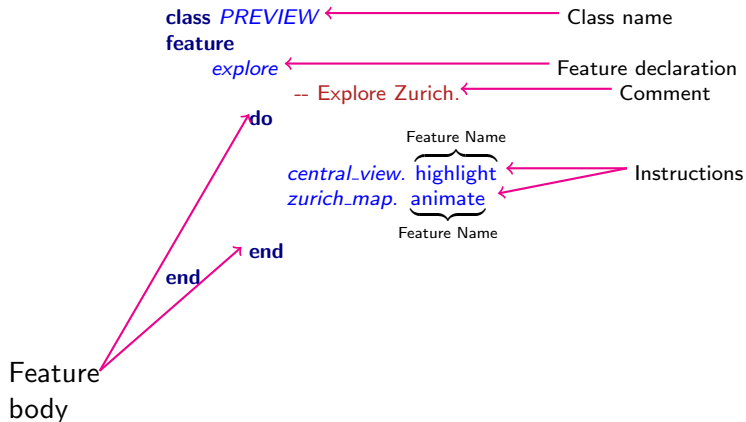 class PREVIEW Class name
feature
explore Feature declaration
-- Explore Zurich. Comment
do
Feature Name
central_view. highlight Instructions
zurich_map. animate
Feature Name
end
end
Feature
body